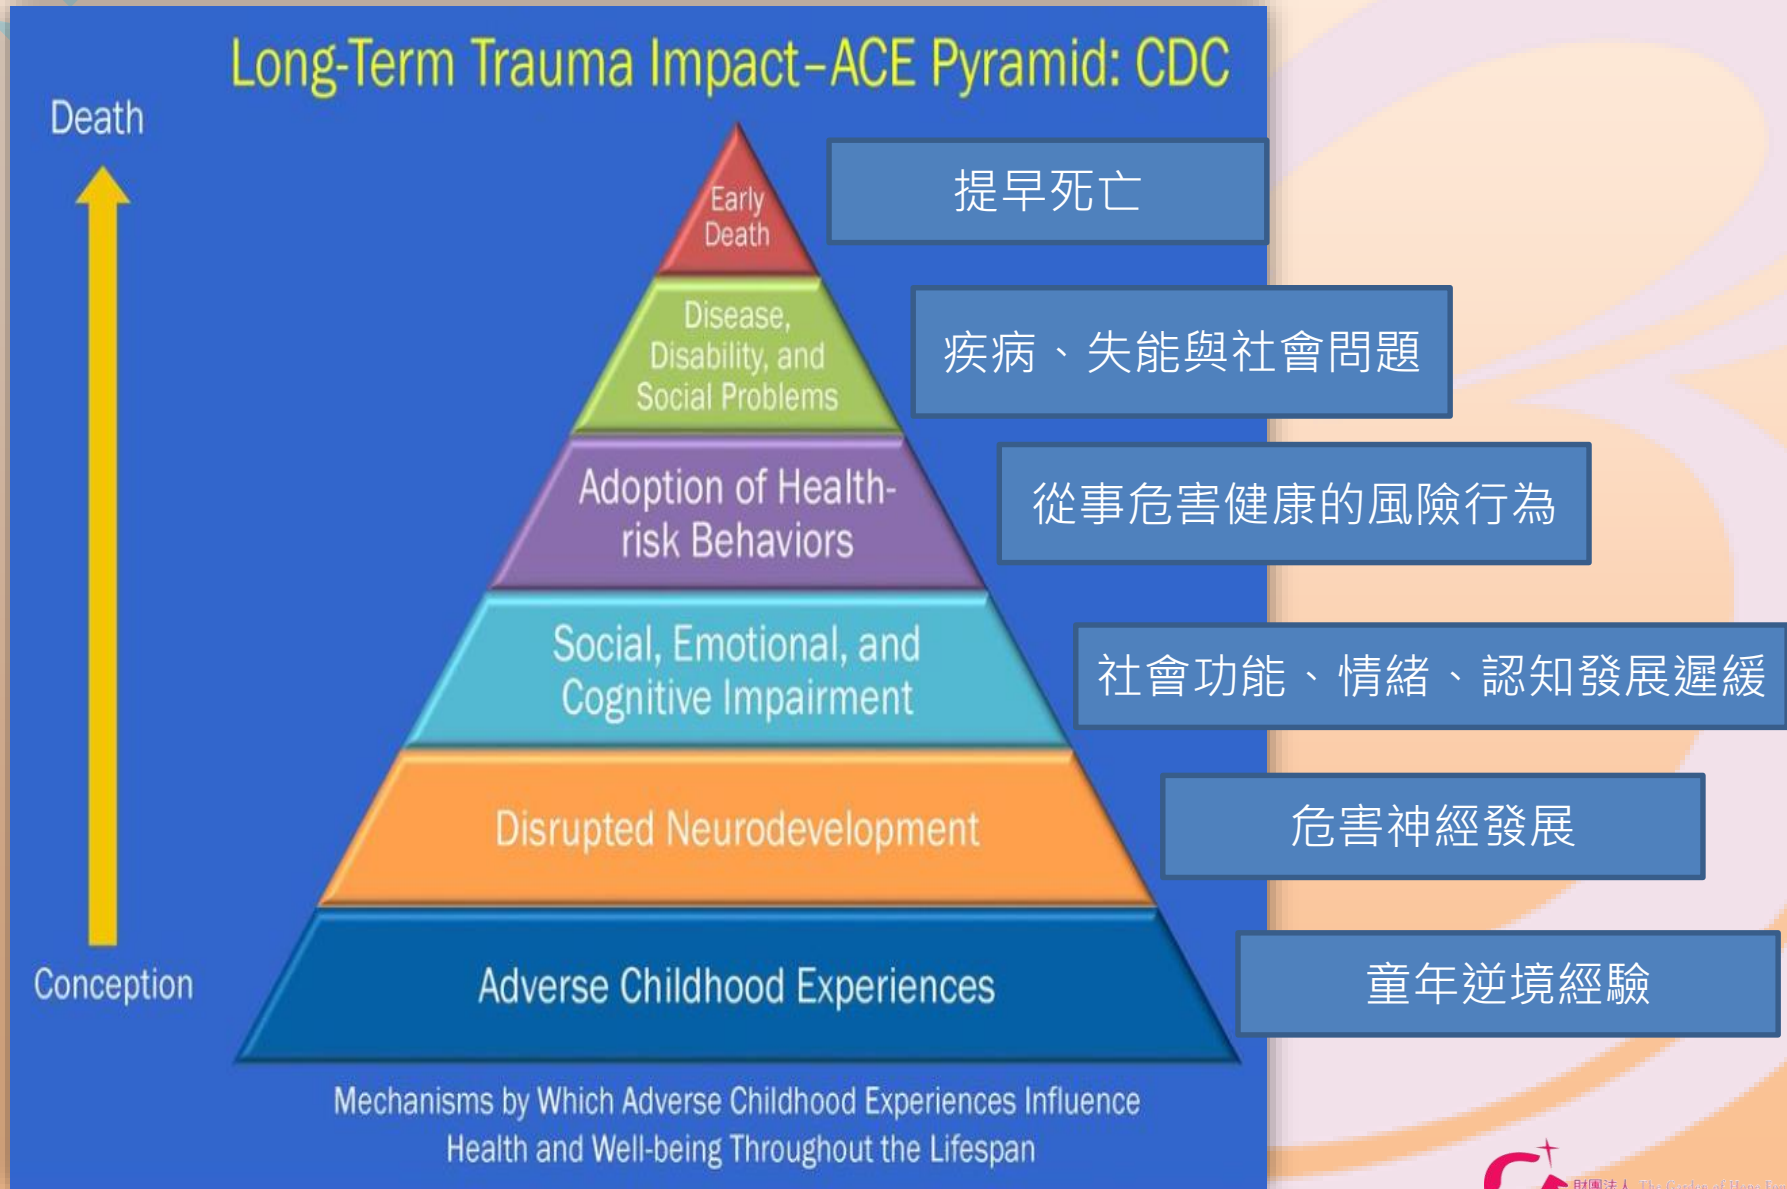 Long-Term Trauma Impact–ACE Pyramid: CDC
Death
Early
Death
提早死亡
Disease,
Disability, and
Social Problems
疾病、失能與社會問題
Adoption of Health-
risk Behaviors
從事危害健康的風險行為
Social, Emotional, and
Cognitive Impairment
社會功能、情緒、認知發展遲緩
Disrupted Neurodevelopment
危害神經發展
Conception
Adverse Childhood Experiences
童年逆境經驗
Mechanisms by Which Adverse Childhood Experiences Influence
Health and Well-being Throughout the Lifespan
財團法人 The Garden of Hope